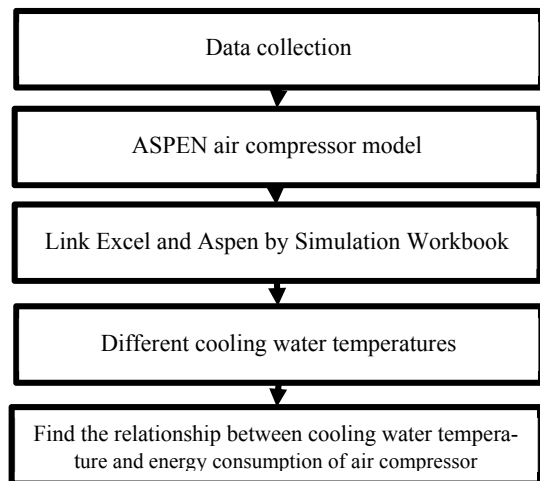 Data collection
ASPEN air compressor model
Link Excel and Aspen by Simulation Workbook
Different cooling water temperatures
Find the relationship between cooling water tempera-
ture and energy consumption of air compressor